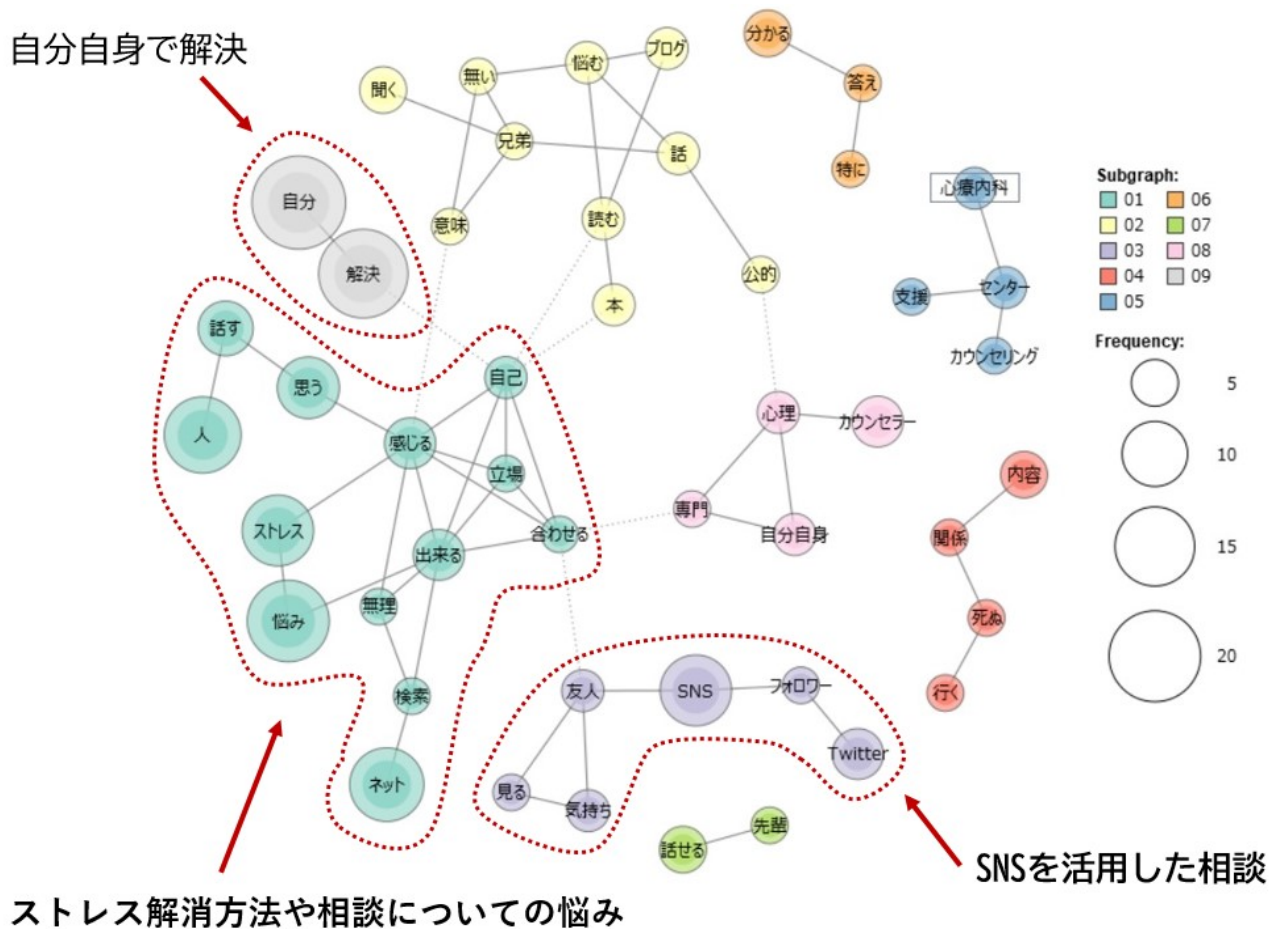 自分自身で解決
分かる
ブログ
悩む
無い
聞く
答え
兄弟
話
特に
心療内科
自分
読む
意味
解決
公的
本
支援
センター
カウンセリング
話す
思う
自己
人
感じる
立場
心理
カウンセラー
ストレス
出来る
合わせる
専門
自分自身
内容
関係
悩み
無理
死ぬ
行く
検索
友人
SNS
フォロワー
Twitter
ネット
見る
気持ち
先輩
話せる
Subgraph:
01 06
02 07
03 08
04 09
05
Frequency:
5
10
15
20
SNSを活用した相談
ストレス解消方法や相談についての悩み